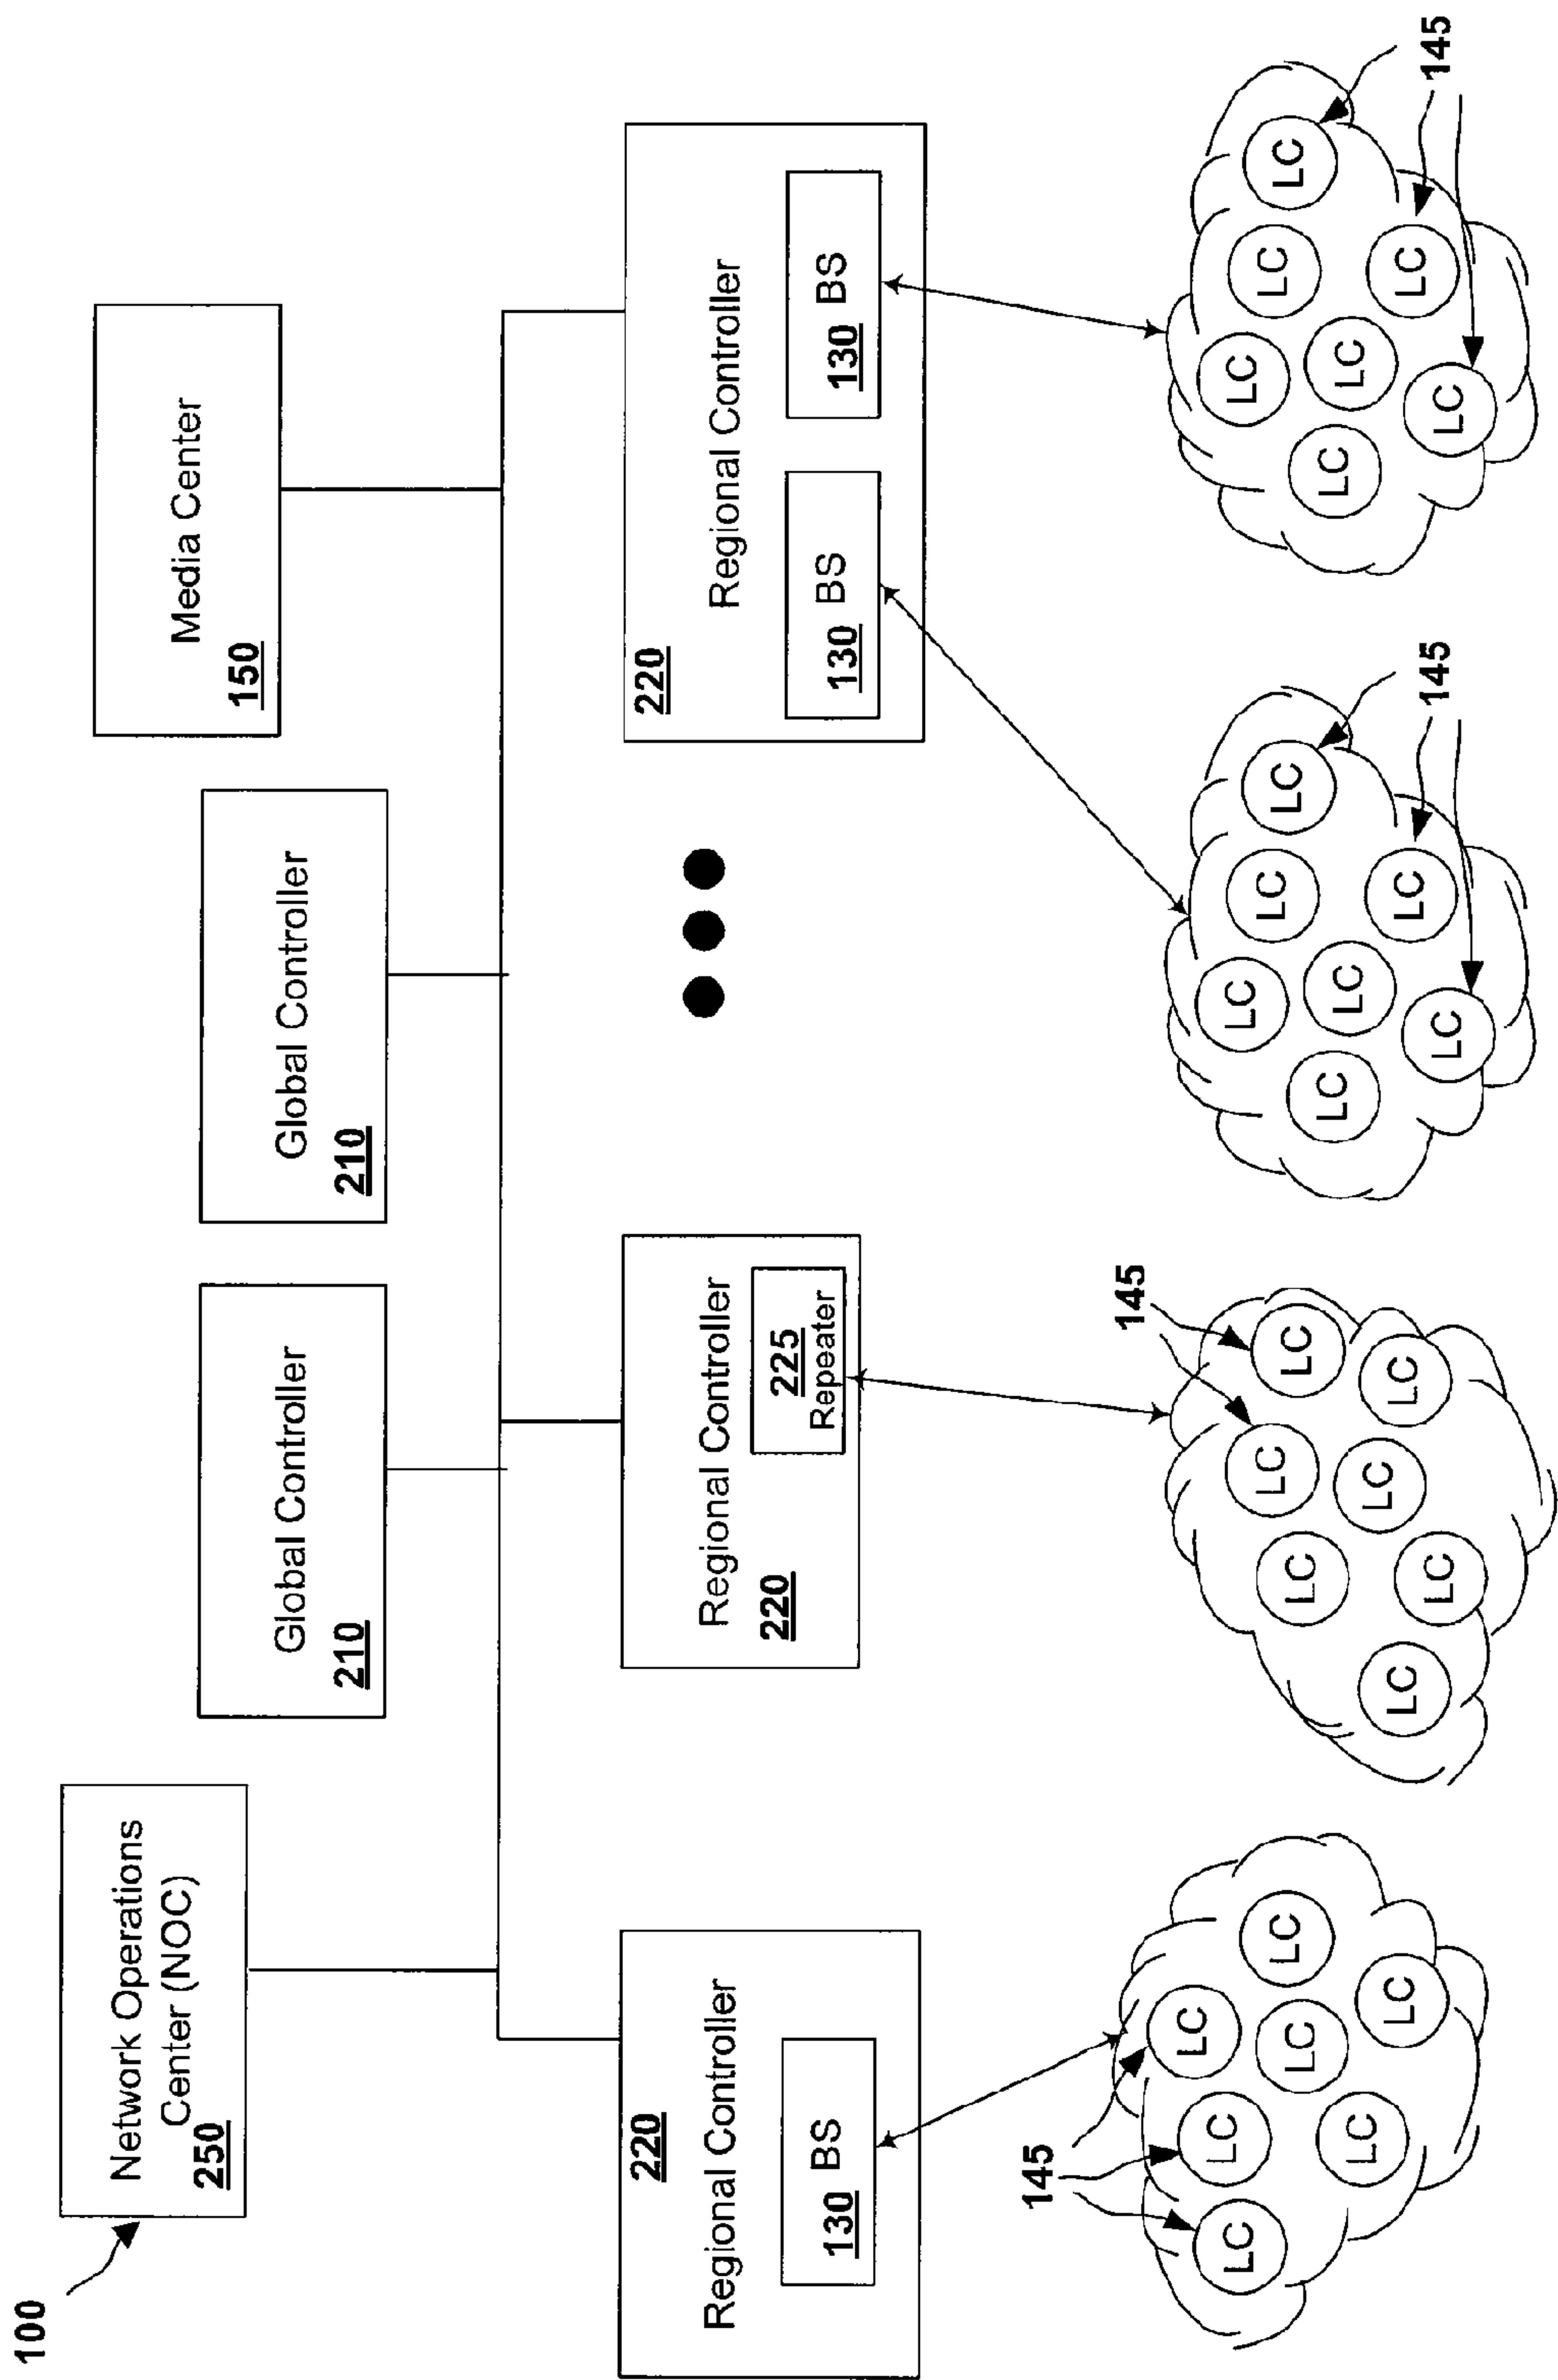 100
Network Operations
Center (NOC)
250
Global Controller
210
Global Controller
210
Media Center
150
220
Regional Controller
130 BS
Regional Controller
220
225
Repeater
220
Regional Controller
130 BS
130 BS
145
LC
LC
LC
LC
LC
LC
LC
145
LC
LC
LC
LC
LC
LC
LC
LC
LC
LC
LC
LC
LC
LC
145
LC
LC
LC
LC
LC
LC
LC
145